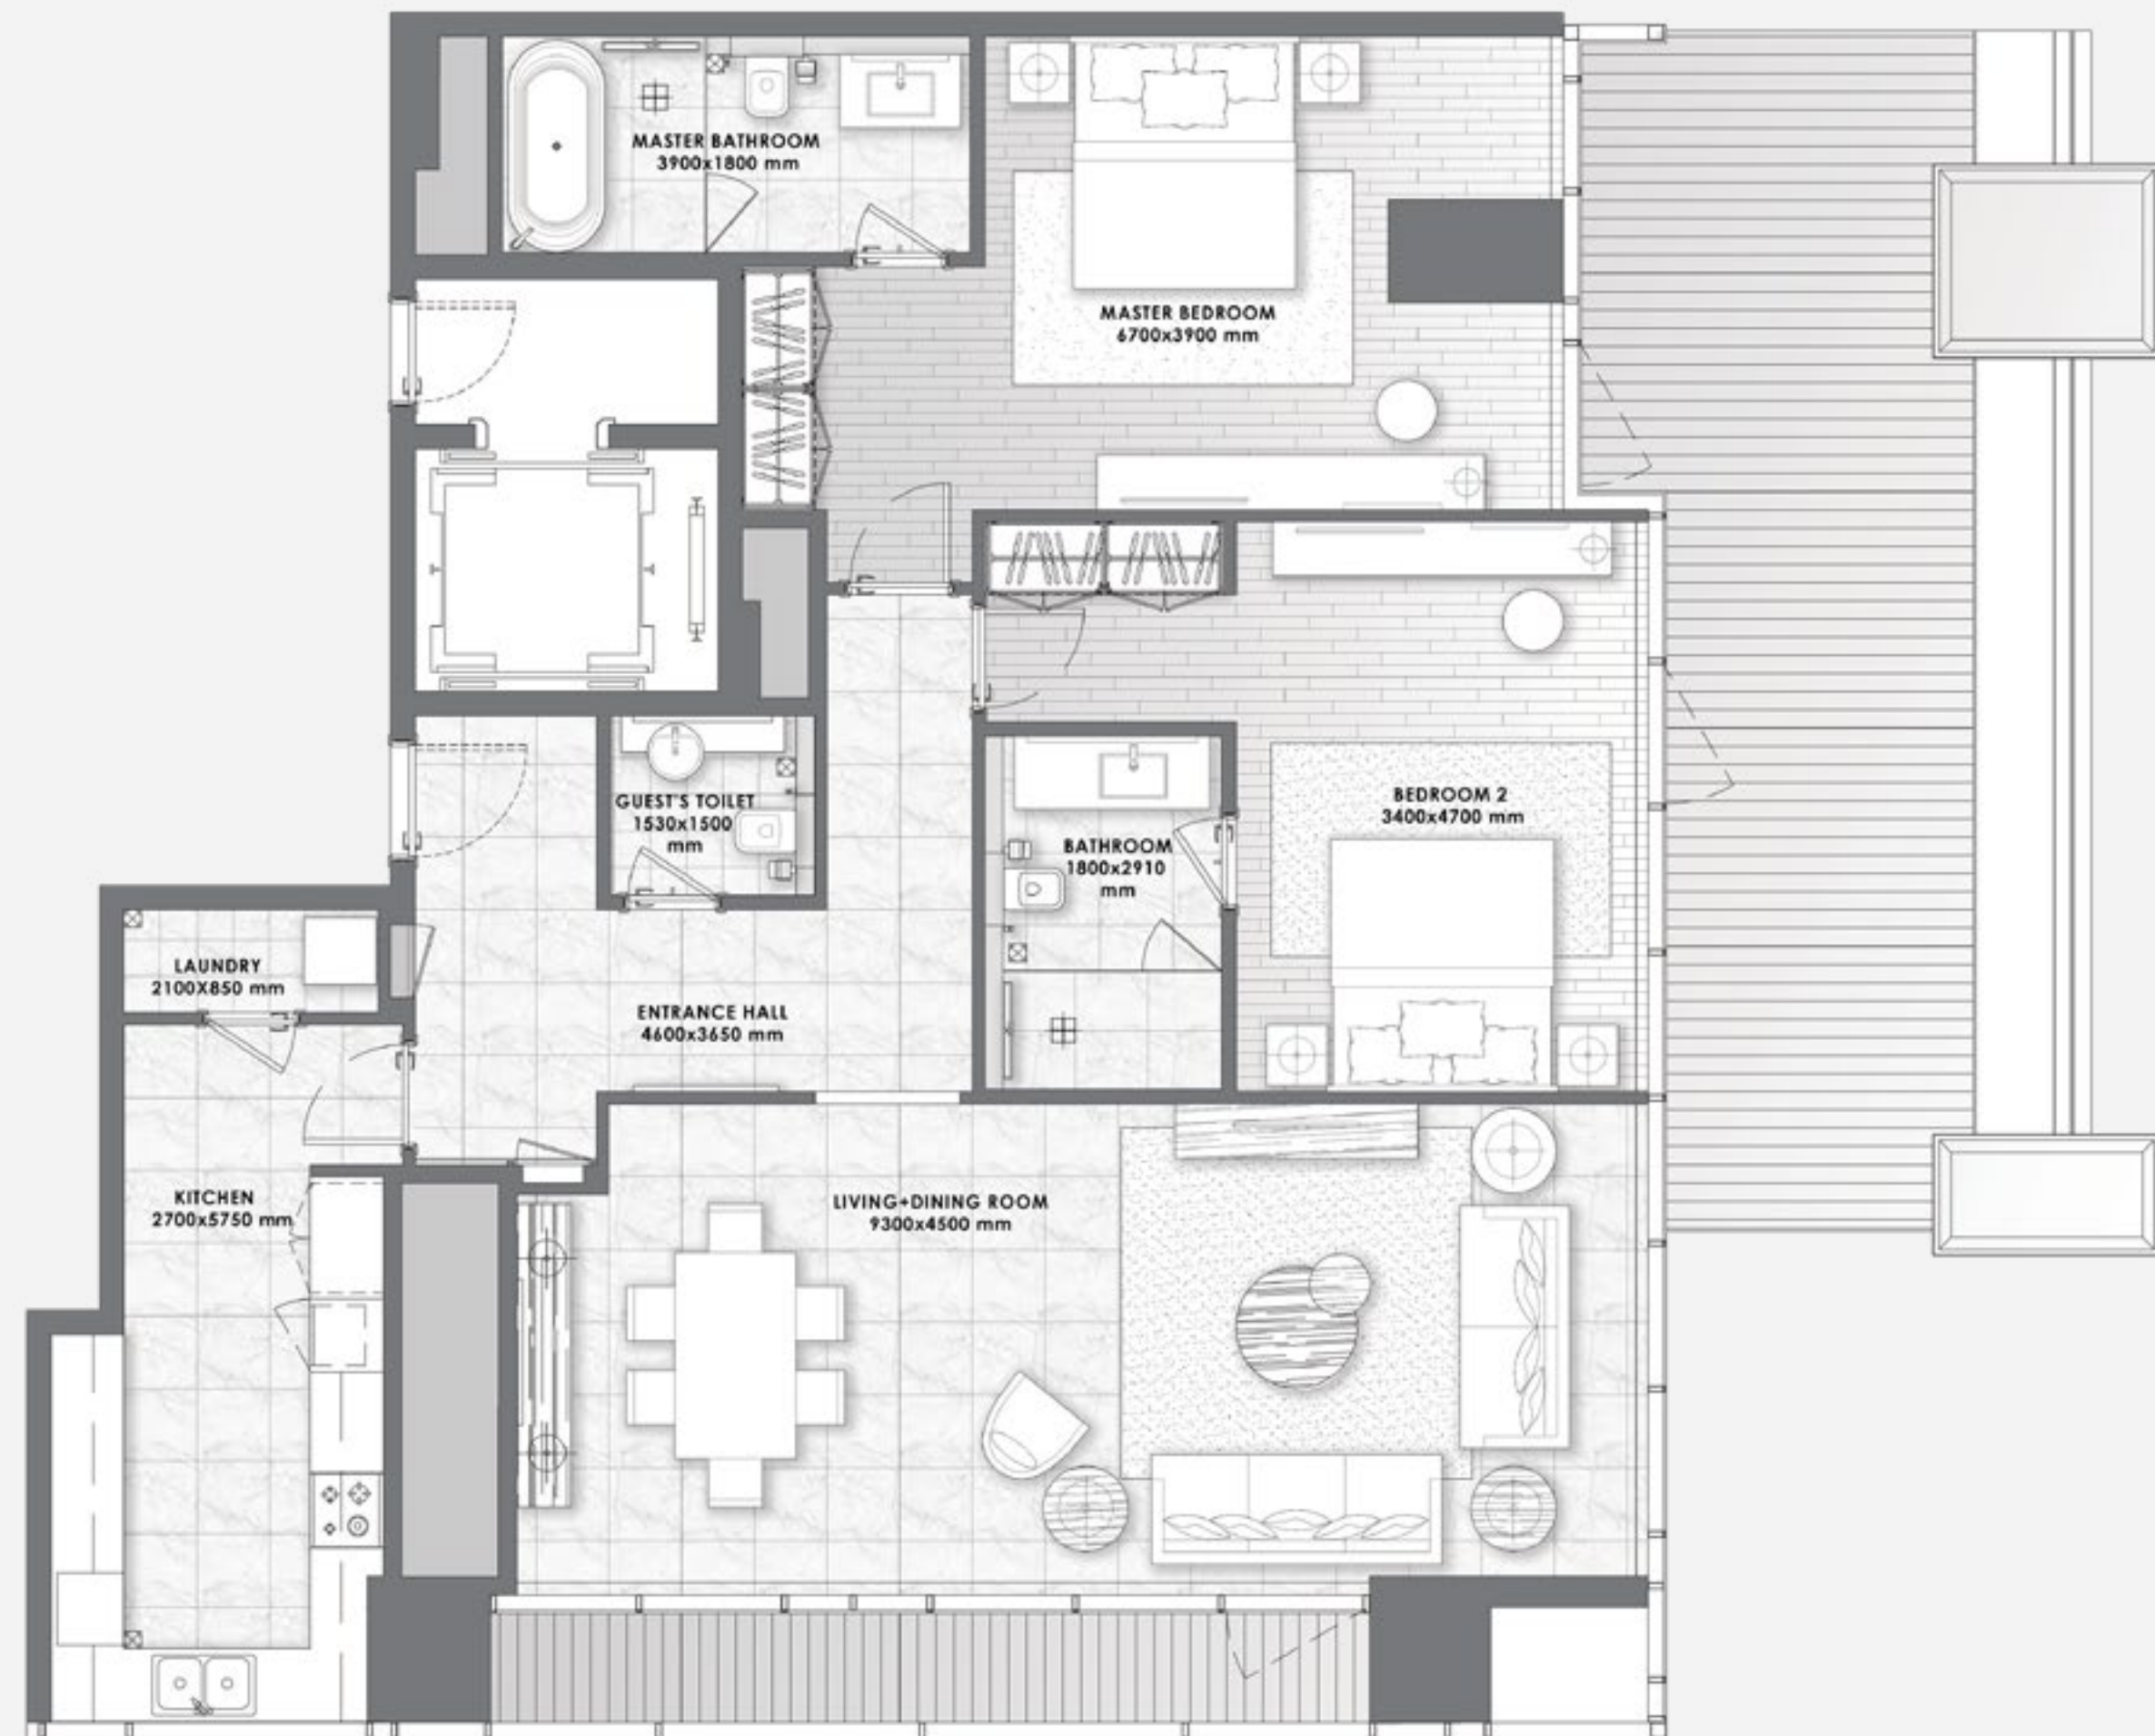 MASTER BATHROOM
3900x1800 mm
MASTER BEDROOM
6700x3900 mm
GUEST'S TOILET
1530x1500
mm
BEDROOM 2
3400x4700 mm
BATHROOM
1800x2910
mm
LAUNDRY
2100X850 mm
ENTRANCE HALL
4600x3650 mm
KITCHEN
2700x5750 mm
LIVING+DINING ROOM
9300x4500 mm